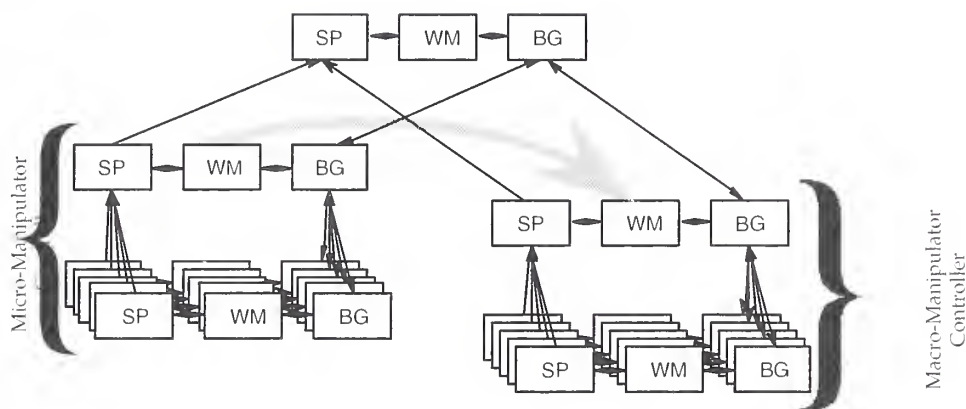 SP WM BG
SP WM BG
SP WM BG
SP WM BG
SP WM BG
Micro-Manipulator
Macro-Manipulator
Controller